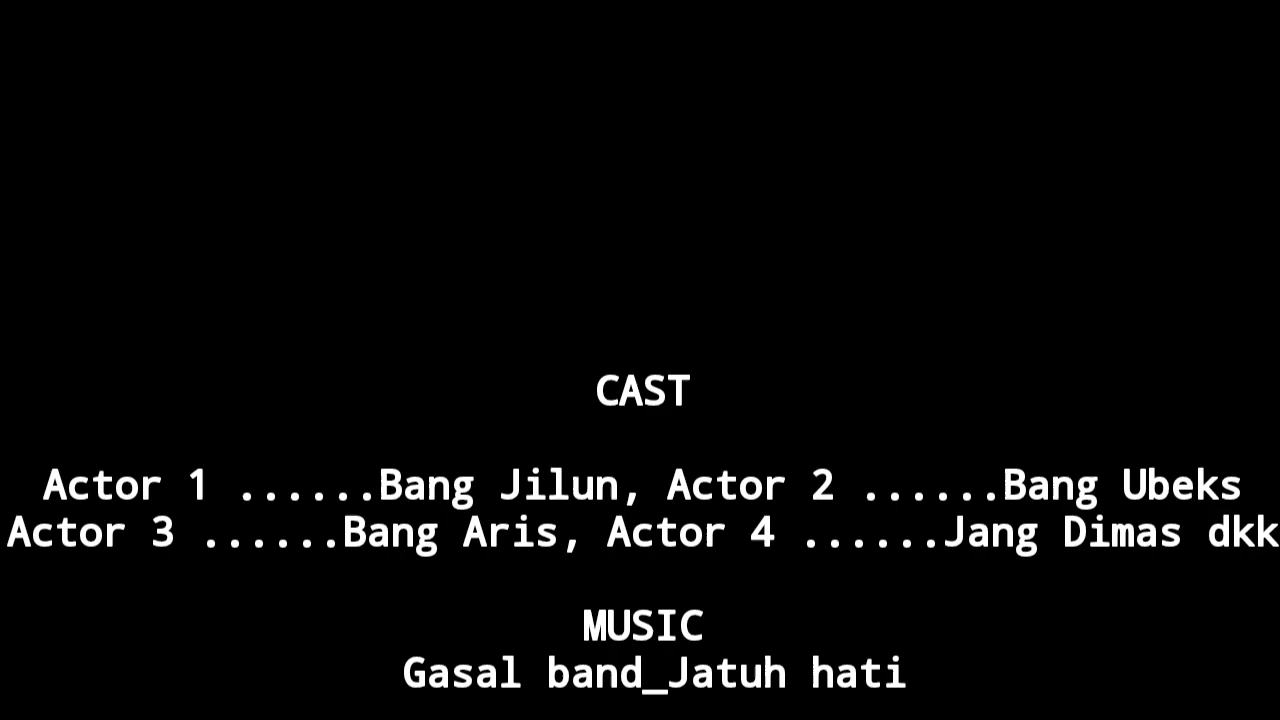 CAST
Actor 1 ......Bang Jilun, Actor 2 ......Bang Ubeks
Actor 3 ......Bang Aris, Actor 4 ......Jang Dimas dkk
MUSIC
Gasal band_Jatuh hati